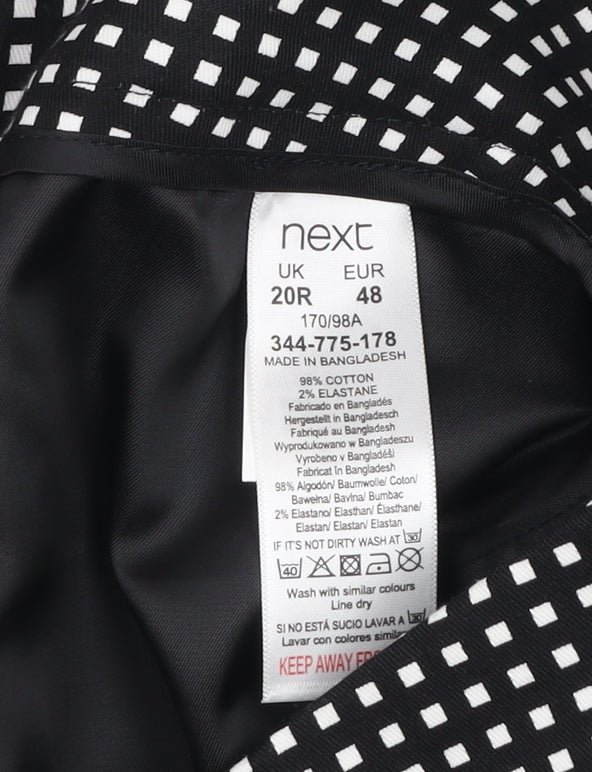 next
UK EUR
20R 48
170/98A
344-775-178
MADE IN BANGLADESH
98% COTTON
2% ELASTANE
Fabricado en Bangladés
Hergestellt in Bangladesch
Fabriqué au Bangladesh
Wyprodukowano w Bangladeszu
Vyrobeno v Bangladéši
Fabricat în Bangladesh
98% Algodón/ Baumwolle/ Coton/
Bawełna/ Bavlna/ Bumbac
2% Elastano/ Elasthan/ Élasthane/
Elastan/ Elastan/ Elastan
IF IT'S NOT DIRTY WASH AT 30
40
Wash with similar colours
Line dry
SI NO ESTÁ SUCIO LAVAR A 30
Lavar con colores
KEEP AWAY